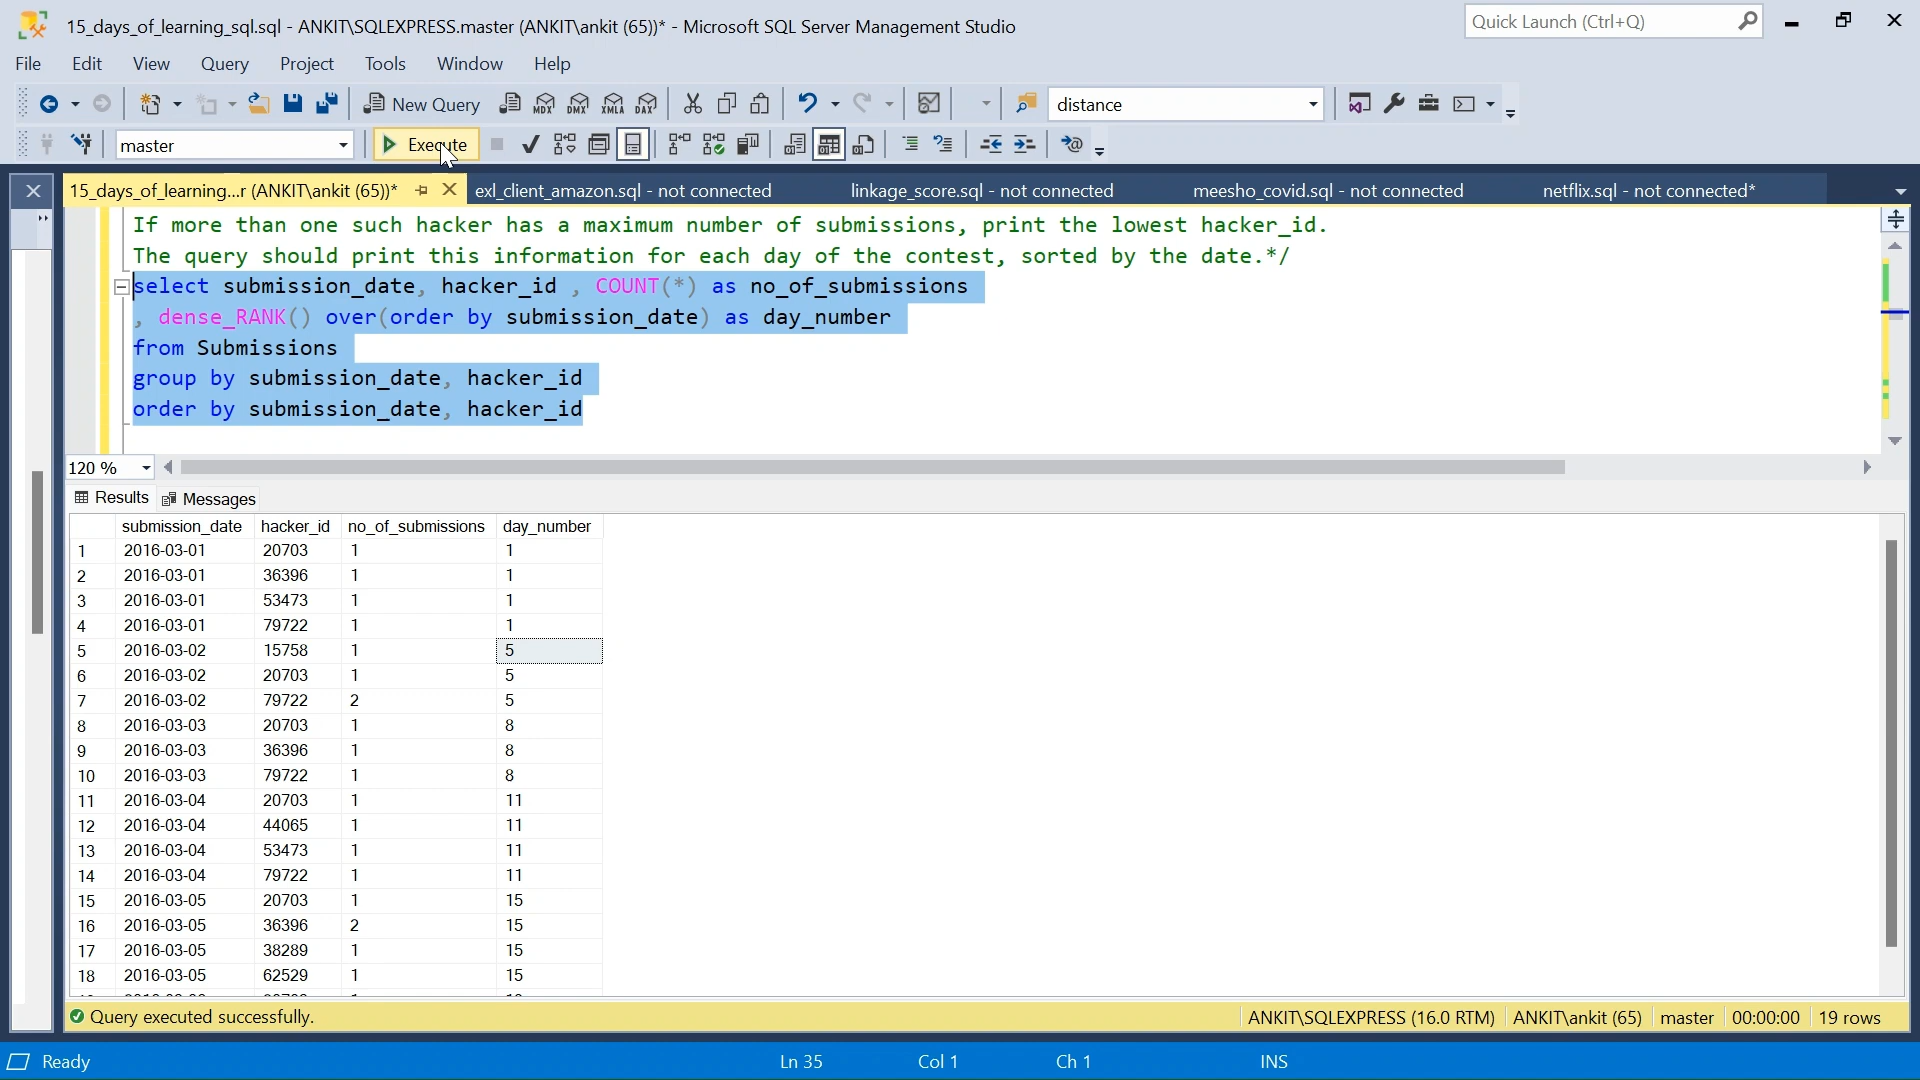 15_days_of_learning_sql.sql - ANKIT\SQLEXPRESS.master (ANKIT\ankit (65))* - Microsoft SQL Server Management Studio
Quick Launch (Ctrl+Q)
File Edit View Query Project Tools Window Help
New Query MDX DMX XMLA DAX distance
master Execute
15_days_of_learning...r (ANKIT\ankit (65))* exl_client_amazon.sql - not connected linkage_score.sql - not connected meesho_covid.sql - not connected netflix.sql - not connected*
If more than one such hacker has a maximum number of submissions, print the lowest hacker_id.
The query should print this information for each day of the contest, sorted by the date.*/
select submission_date, hacker_id , COUNT(*) as no_of_submissions
, dense_RANK() over(order by submission_date) as day_number
from Submissions
group by submission_date, hacker_id
order by submission_date, hacker_id
120 %
Results Messages
submission_date hacker_id no_of_submissions day_number
1 2016-03-01 20703 1 1
2 2016-03-01 36396 1 1
3 2016-03-01 53473 1 1
4 2016-03-01 79722 1 1
5 2016-03-02 15758 1 5
6 2016-03-02 20703 1 5
7 2016-03-02 79722 2 5
8 2016-03-03 20703 1 8
9 2016-03-03 36396 1 8
10 2016-03-03 79722 1 8
11 2016-03-04 20703 1 11
12 2016-03-04 44065 1 11
13 2016-03-04 53473 1 11
14 2016-03-04 79722 1 11
15 2016-03-05 20703 1 15
16 2016-03-05 36396 2 15
17 2016-03-05 38289 1 15
18 2016-03-05 62529 1 15
Query executed successfully. ANKIT\SQLEXPRESS (16.0 RTM) ANKIT\ankit (65) master 00:00:00 19 rows
Ready Ln 35 Col 1 Ch 1 INS